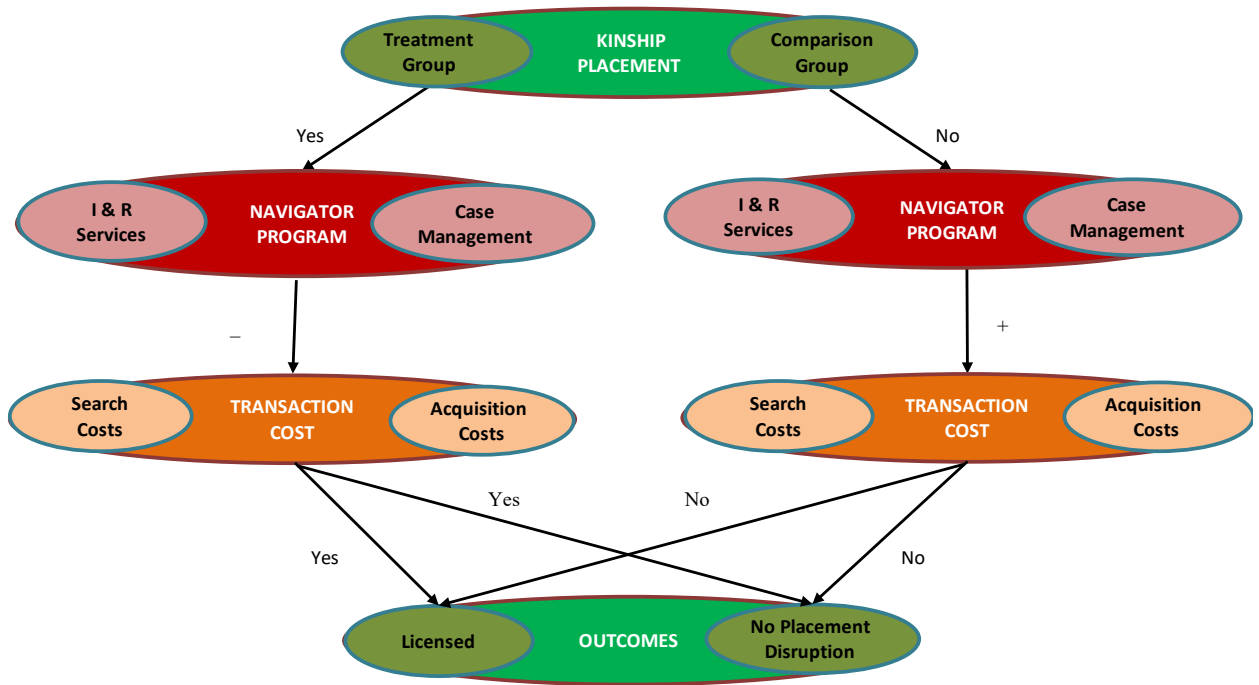 Treatment
Group
KINSHIP
PLACEMENT
Comparison
Group
Yes
No
I & R
Services
NAVIGATOR
PROGRAM
Case
Management
I & R
Services
NAVIGATOR
PROGRAM
Case
Management
–
+
Search
Costs
TRANSACTION
COST
Acquisition
Costs
Search
Costs
TRANSACTION
COST
Acquisition
Costs
Yes
No
Yes
No
Licensed
OUTCOMES
No Placement
Disruption